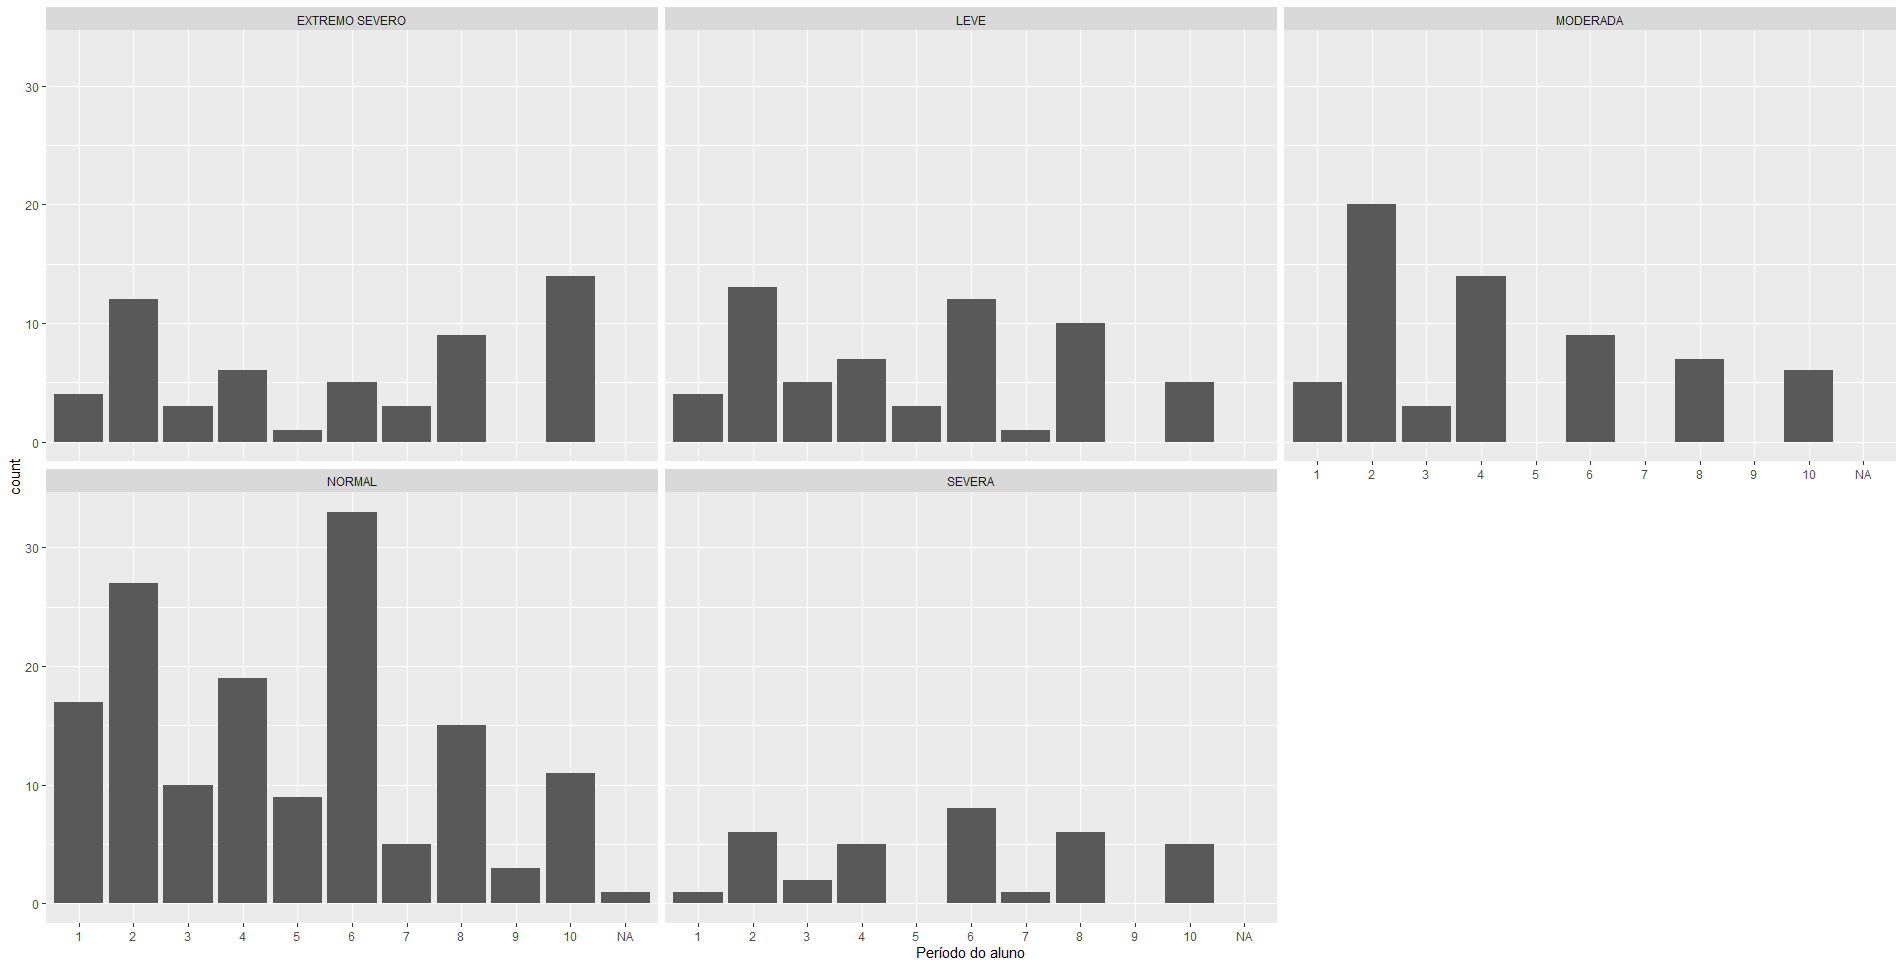 EXTREMO SEVERO
LEVE
MODERADA
30
20
10
0
1 2 3 4 5 6 7 8 9 10 NA
count
NORMAL
SEVERA
30
20
10
0
1 2 3 4 5 6 7 8 9 10 NA
1 2 3 4 5 6 7 8 9 10 NA
Período do aluno